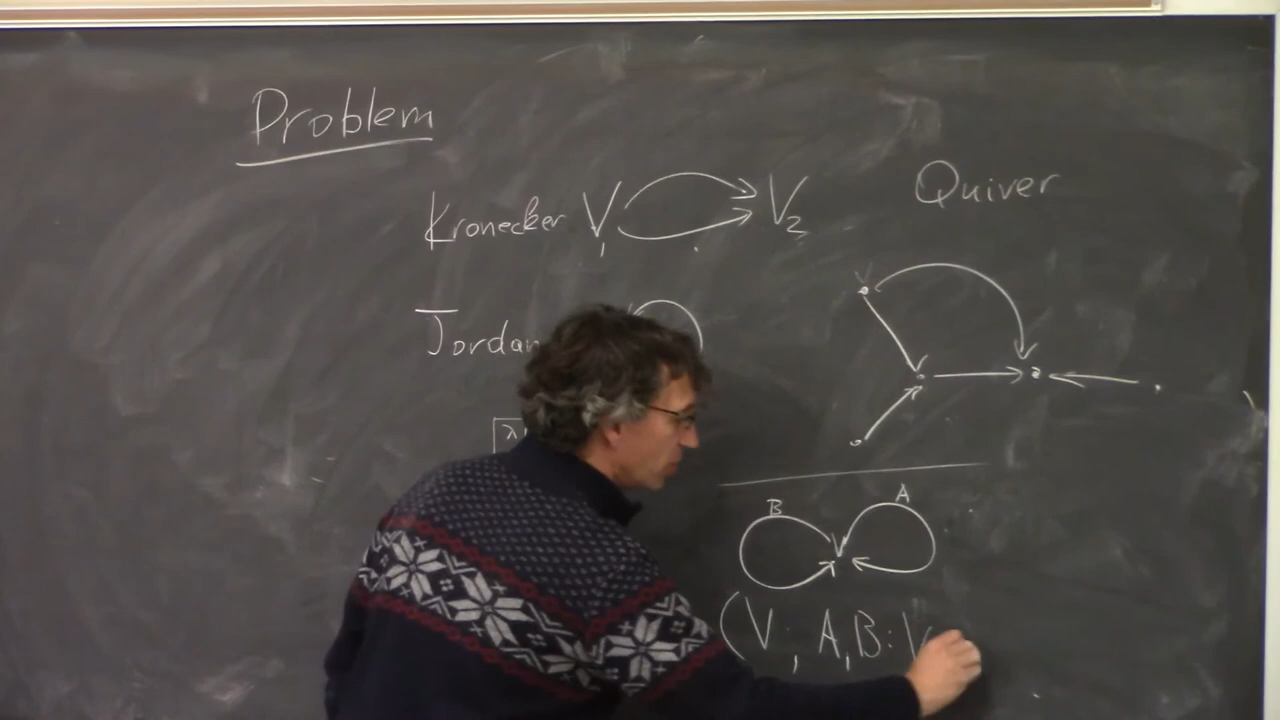 Problem
Kronecker V₁ V₂
Quiver
Jordan
λ
B A
V
(V; A,B: V